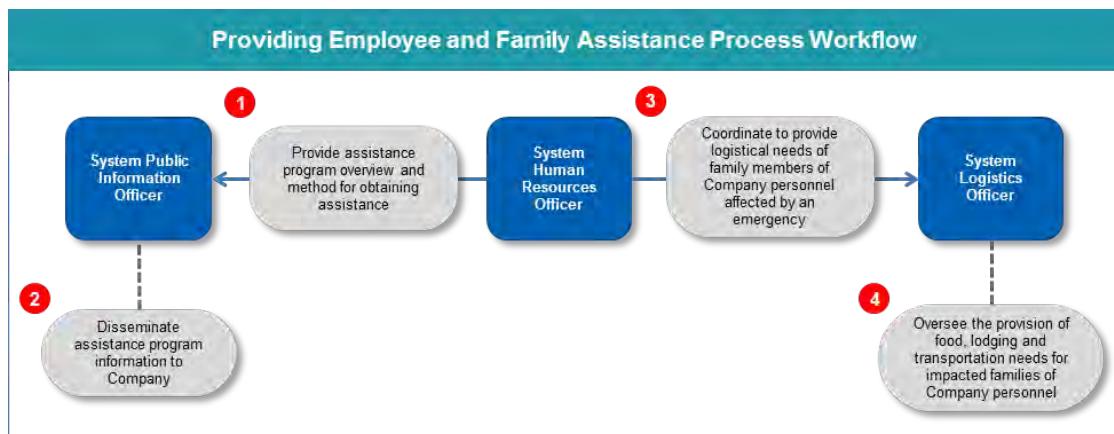 Providing Employee and Family Assistance Process Workflow
1
3
System Public
Information
Officer
Provide assistance
program overview and
method for obtaining
assistance
System
Human
Resources
Officer
Coordinate to provide
logistical needs of
family members of
Company personnel
affected by an
emergency
System
Logistics
Officer
2
4
Disseminate
assistance program
information to
Company
Oversee the provision of
food, lodging and
transportation needs for
impacted families of
Company personnel